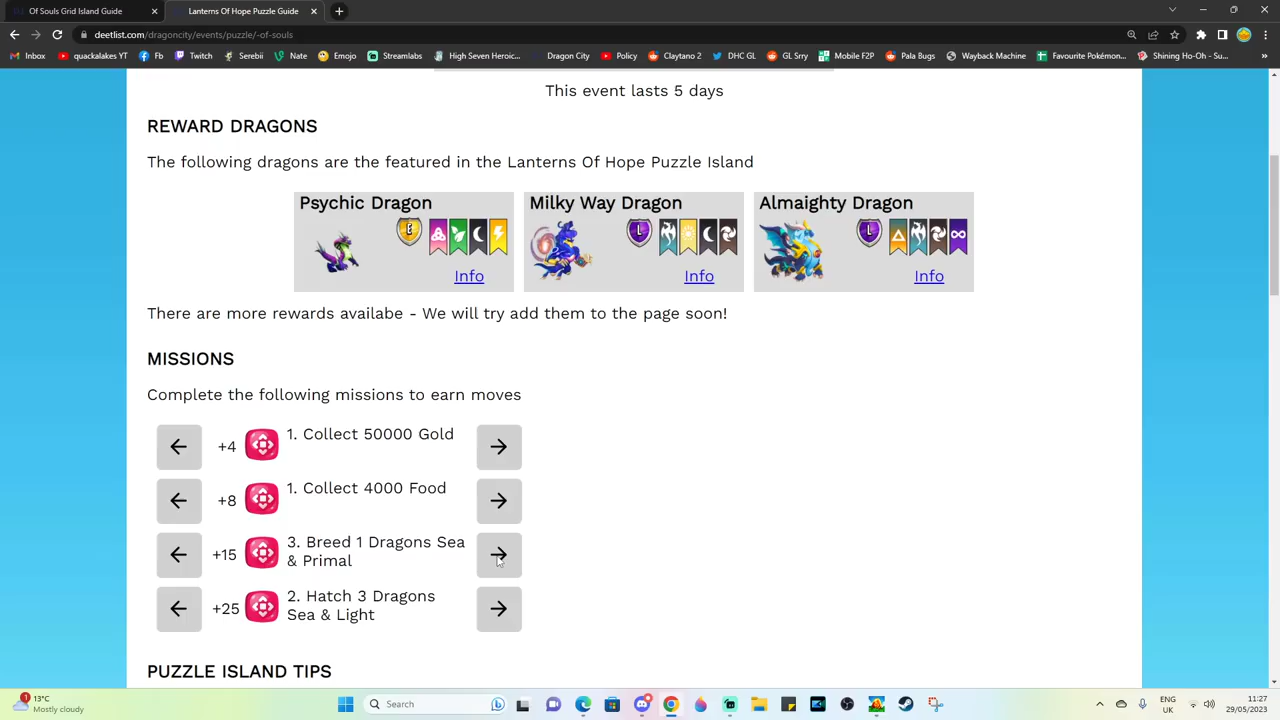 Of Souls Grid Island Guide
Lanterns Of Hope Puzzle Guide
deetlist.com/dragoncity/events/puzzle/-of-souls
Inbox quackalakes YT Fb Twitch Serebii Vnte Emojo Streamlabs High Seven Heroic... Dragon City Policy Claytano 2 DHC GL GL Srry Mobile F2P Pala Bugs Wayback Machine Favourite Pokémon... Shining Ho-Oh - Su...
This event lasts 5 days
REWARD DRAGONS
The following dragons are the featured in the Lanterns Of Hope Puzzle Island
Psychic Dragon
E
Info
Milky Way Dragon
L
Info
Almaighty Dragon
L
Info
There are more rewards availabe - We will try add them to the page soon!
MISSIONS
Complete the following missions to earn moves
+4 1. Collect 50000 Gold
+8 1. Collect 4000 Food
+15 3. Breed 1 Dragons Sea
& Primal
+25 2. Hatch 3 Dragons
Sea & Light
PUZZLE ISLAND TIPS
1
13°C
Mostly cloudy
Search
ENG
UK
11:27
29/05/2023